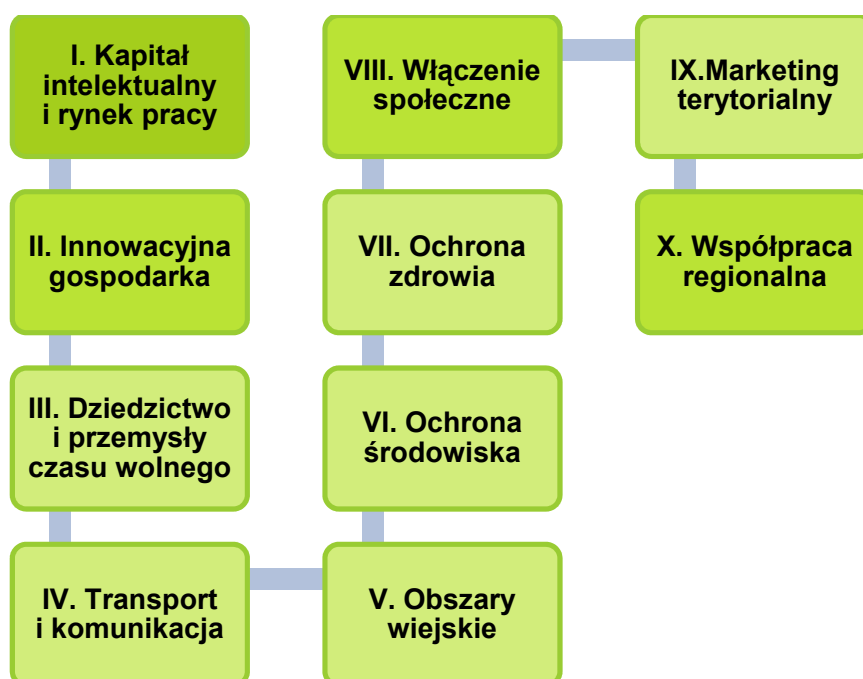 I. Kapitał
intelektualny
i rynek pracy
II. Innowacyjna
gospodarka
III. Dziedzictwo
i przemysły
czasu wolnego
IV. Transport
i komunikacja
V. Obszary
wiejskie
VI. Ochrona
środowiska
VII. Ochrona
zdrowia
VIII. Włączenie
społeczne
IX.Marketing
terytorialny
X. Współpraca
regionalna